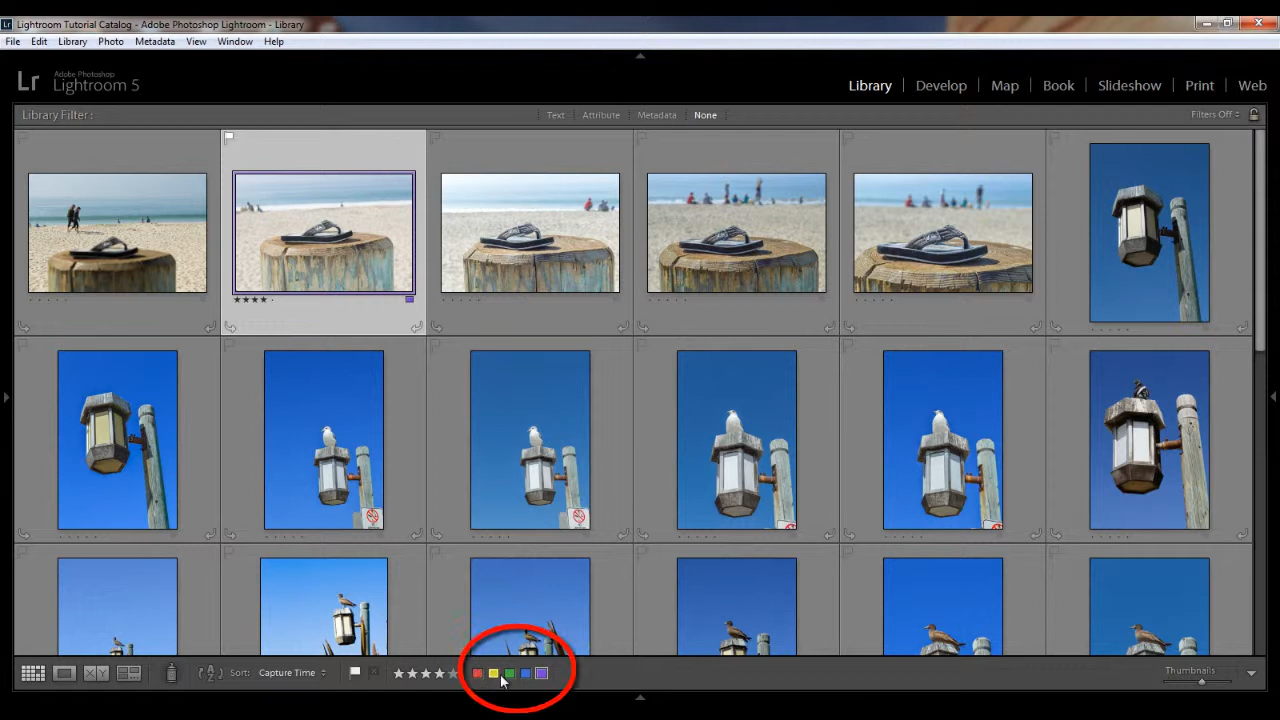 Lr Lightroom Tutorial Catalog - Adobe Photoshop Lightroom - Library
File Edit Library Photo Metadata View Window Help
Lr Adobe Photoshop
Lightroom 5
Library | Develop | Map | Book | Slideshow | Print | Web
Library Filter : Text Attribute Metadata None Filters Off
XY Sort: Capture Time Thumbnails